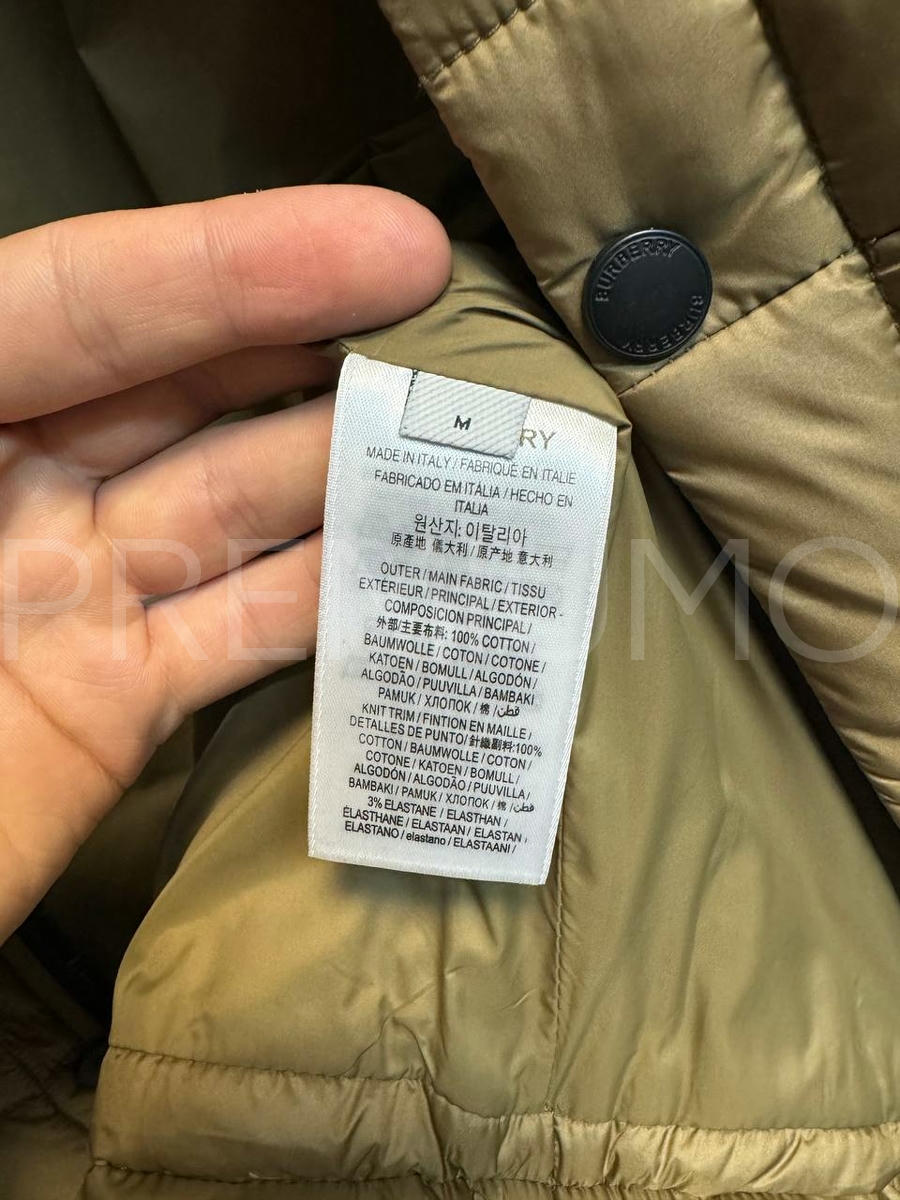 BURBERRY
BURBERRY
M
RY
MADE IN ITALY / FABRIQUÉ EN ITALIE
FABRICADO EM ITALIA / HECHO EN
ITALIA
원산지: 이탈리아
原產地 儀大利 / 原产地 意大利
OUTER / MAIN FABRIC / TISSU
EXTÉRIEUR / PRINCIPAL / EXTERIOR -
COMPOSICION PRINCIPAL /
外部/主要布料: 100% COTTON /
BAUMWOLLE / COTON / COTONE /
KATOEN / BOMULL / ALGODÓN /
ALGODÃO / PUUVILLA / BAMBAKI
PAMUK / ХЛОПОК / 棉 /قطن/
KNIT TRIM / FINTION EN MAILLE /
DETALLES DE PUNTO/ 針織副料:100%
COTTON / BAUMWOLLE / COTON /
COTONE / KATOEN / BOMULL /
ALGODÓN / ALGODÃO / PUUVILLA /
BAMBAKI / PAMUK / ХЛОПОК / 棉 /قطن/
3% ELASTANE / ELASTHAN /
ÉLASTHANE / ELASTAAN / ELASTAN /
ELASTANO / elastano / ELASTAANI /
PREMIUMO